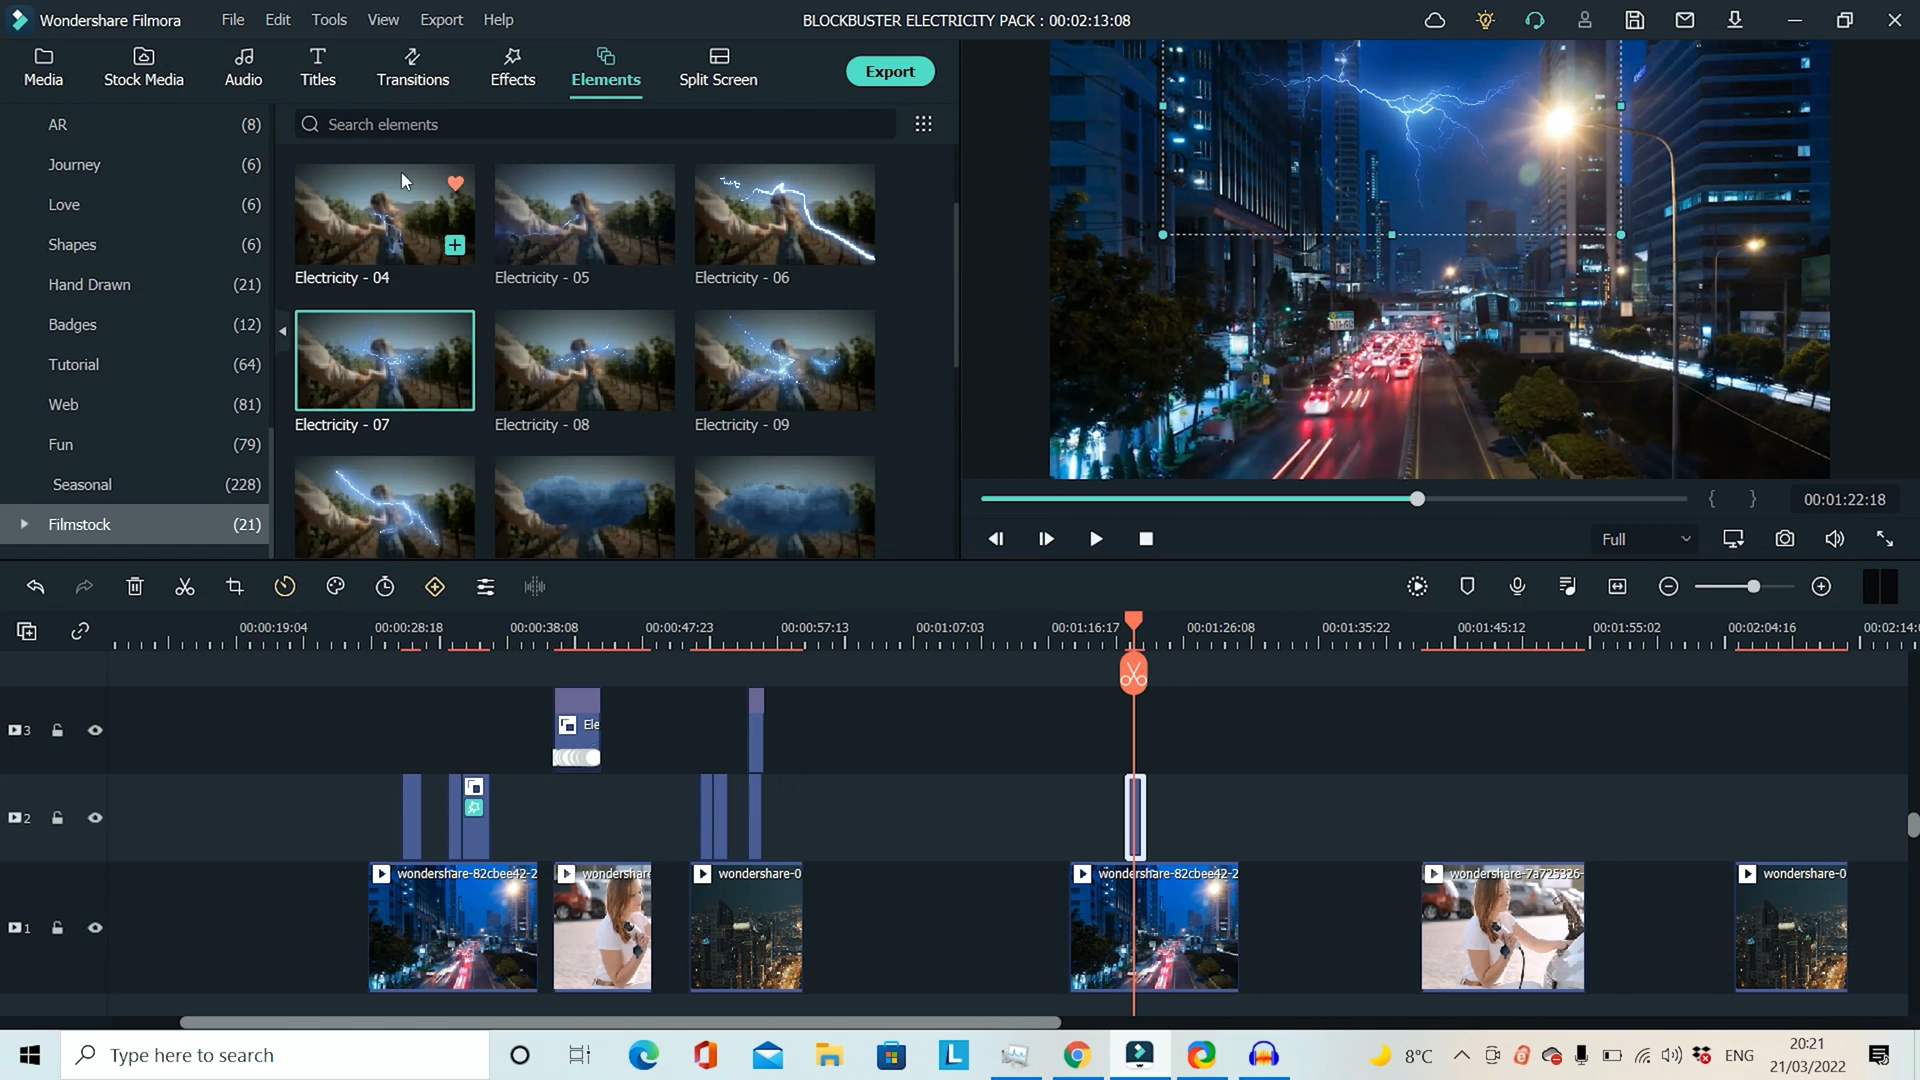 Wondershare Filmora File Edit Tools View Export Help BLOCKBUSTER ELECTRICITY PACK : 00:02:13:08
Media Stock Media Audio Titles Transitions Effects Elements Split Screen Export
AR (8)
Journey (6)
Love (6)
Shapes (6)
Hand Drawn (21)
Badges (12)
Tutorial (64)
Web (81)
Fun (79)
Seasonal (228)
Filmstock (21)
Search elements
Electricity - 04 Electricity - 05 Electricity - 06
Electricity - 07 Electricity - 08 Electricity - 09
{ } 00:01:22:18
Full
00:00:19:04 00:00:28:18 00:00:38:08 00:00:47:23 00:00:57:13 00:01:07:03 00:01:16:17 00:01:26:08 00:01:35:22 00:01:45:12 00:01:55:02 00:02:04:16 00:02:14:
3
Ele
2
1
wondershare-82cbee42-2 wondershare wondershare-0 wondershare-82cbee42-2 wondershare-7a725326- wondershare-0
Type here to search
L
8°C ENG
20:21
21/03/2022